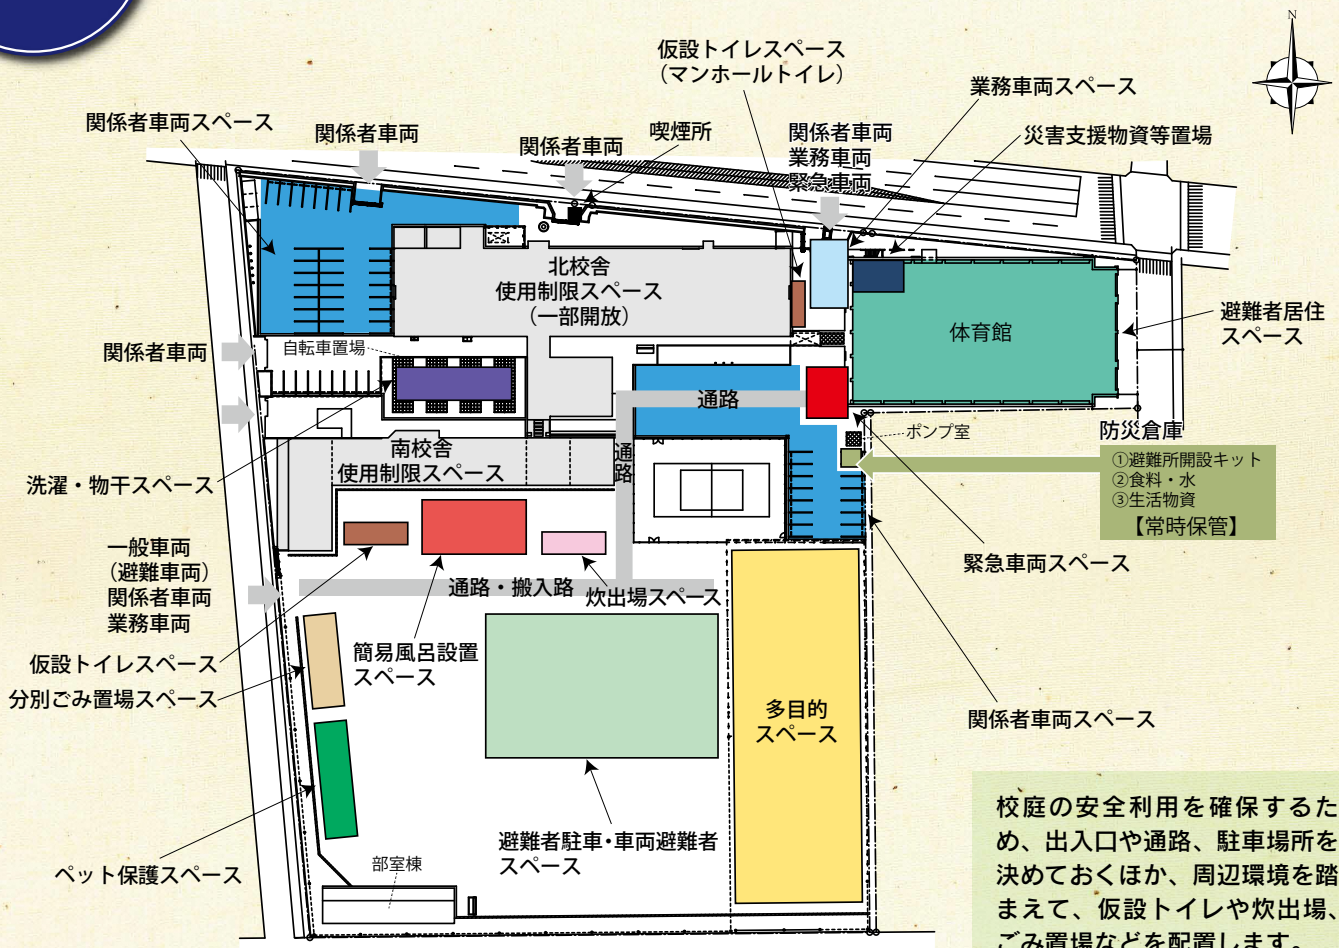 N
仮設トイレスペース
（マンホールトイレ）
業務車両スペース
関係者車両スペース
関係者車両
関係者車両
喫煙所
関係者車両
業務車両
緊急車両
災害支援物資等置場
北校舎
使用制限スペース
（一部開放）
体育館
避難者居住
スペース
関係者車両
自転車置場
通路
ポンプ室
防災倉庫
①避難所開設キット
②食料・水
③生活物資
【常時保管】
南校舎
使用制限スペース
通路
洗濯・物干スペース
緊急車両スペース
一般車両
（避難車両）
関係者車両
業務車両
通路・搬入路
炊出場スペース
仮設トイレスペース
簡易風呂設置
スペース
分別ごみ置場スペース
多目的
スペース
関係者車両スペース
避難者駐車・車両避難者
スペース
部室棟
ペット保護スペース
校庭の安全利用を確保するた
め、出入口や通路、駐車場所を
決めておくほか、周辺環境を踏
まえて、仮設トイレや炊出場、
ごみ置場などを配置します。